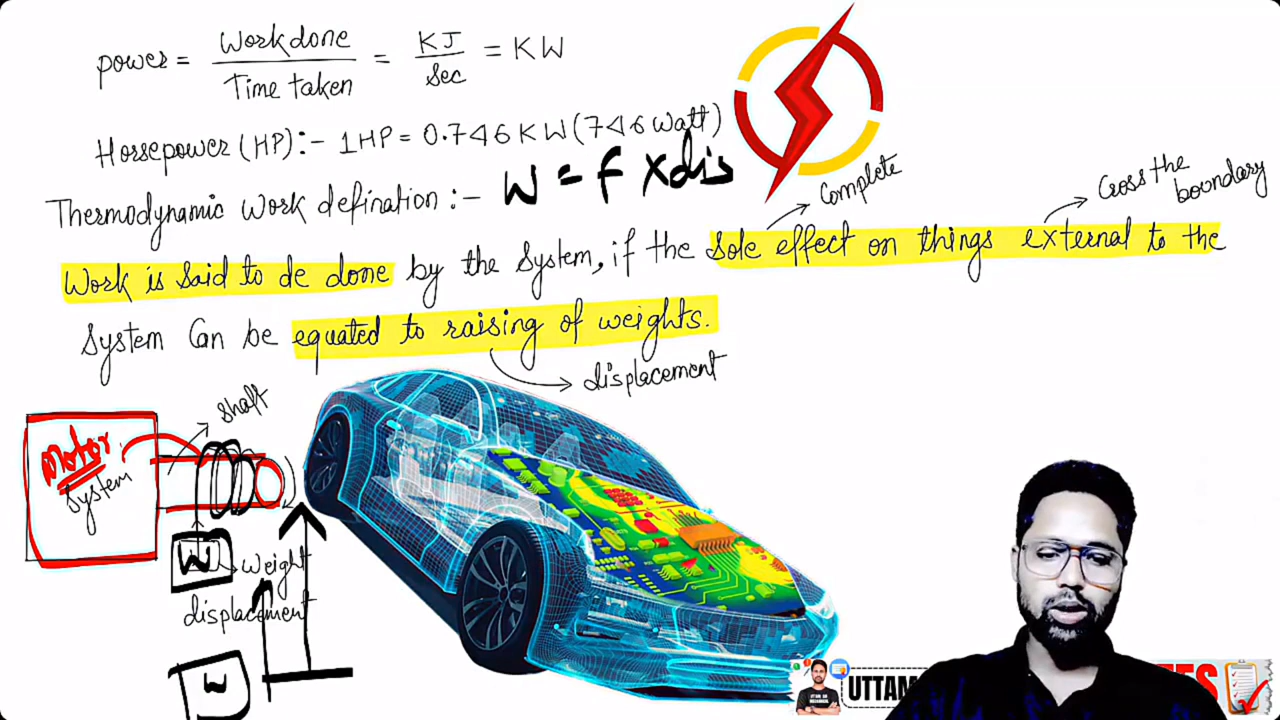 power = Workdone / Time taken = KJ / Sec = KW
Horsepower (HP):- 1HP = 0.746 KW (746 Watt)
W = F x dis
Thermodynamic Work defination :-
Complete
Cross the boundary
Work is Said to de done by the System, if the Sole effect on things external to the
System Can be equated to raising of weights.
displacement
shaft
Motor
System
W
Weight
displacement
W
UTTAM